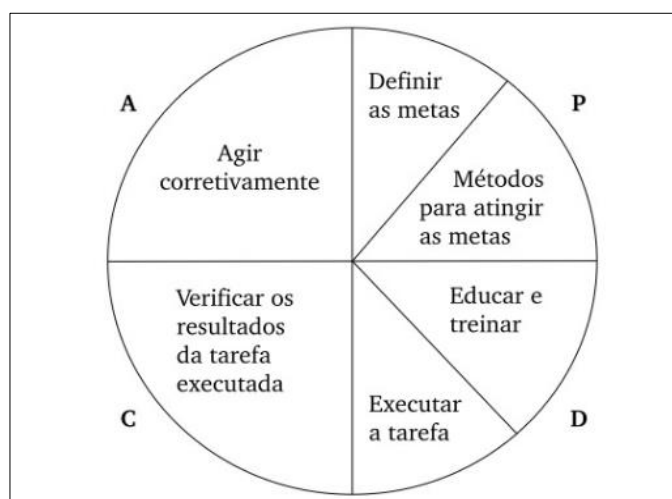 A
P
Definir
as metas
Métodos
para atingir
as metas
Agir
corretivamente
Verificar os
resultados
da tarefa
executada
Educar e
treinar
Executar
a tarefa
C
D